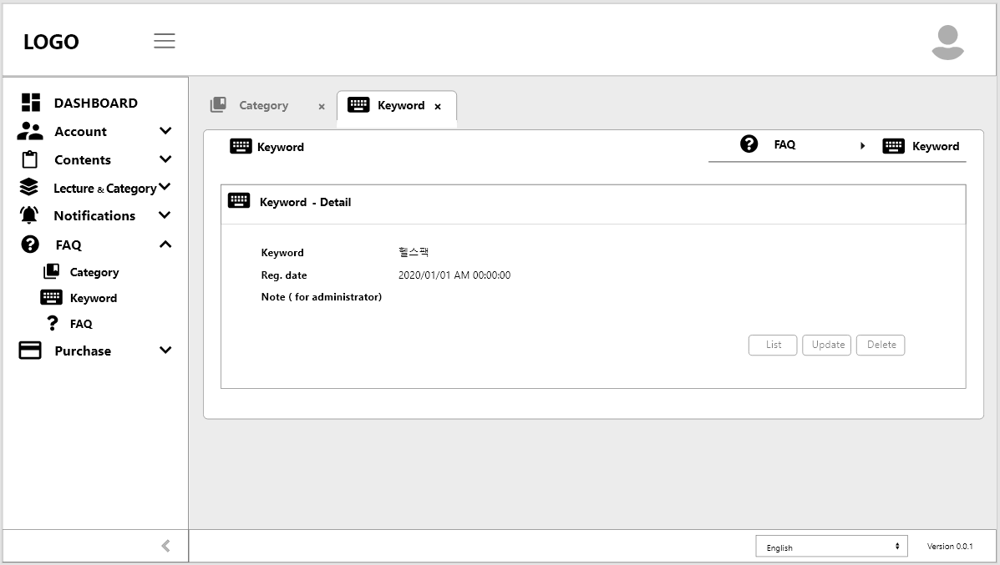 LOGO
DASHBOARD
Account
Contents
Lecture & Category
Notifications
FAQ
Category
Keyword
FAQ
Purchase
Category ×
Keyword ×
Keyword
FAQ
Keyword
Keyword - Detail
Keyword 헬스팩
Reg. date 2020/01/01 AM 00:00:00
Note ( for administrator)
List Update Delete
English
Version 0.0.1